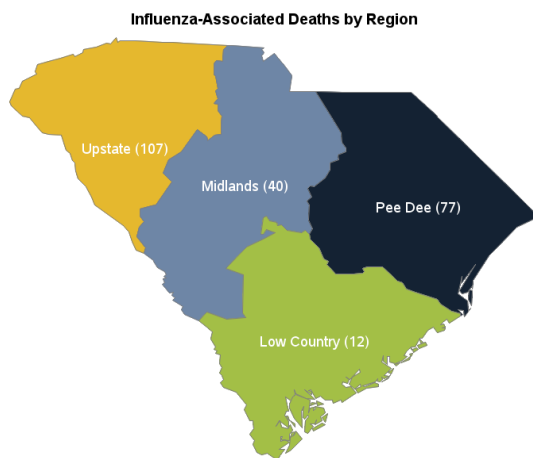 Influenza-Associated Deaths by Region
Upstate (107)
Midlands (40)
Pee Dee (77)
Low Country (12)